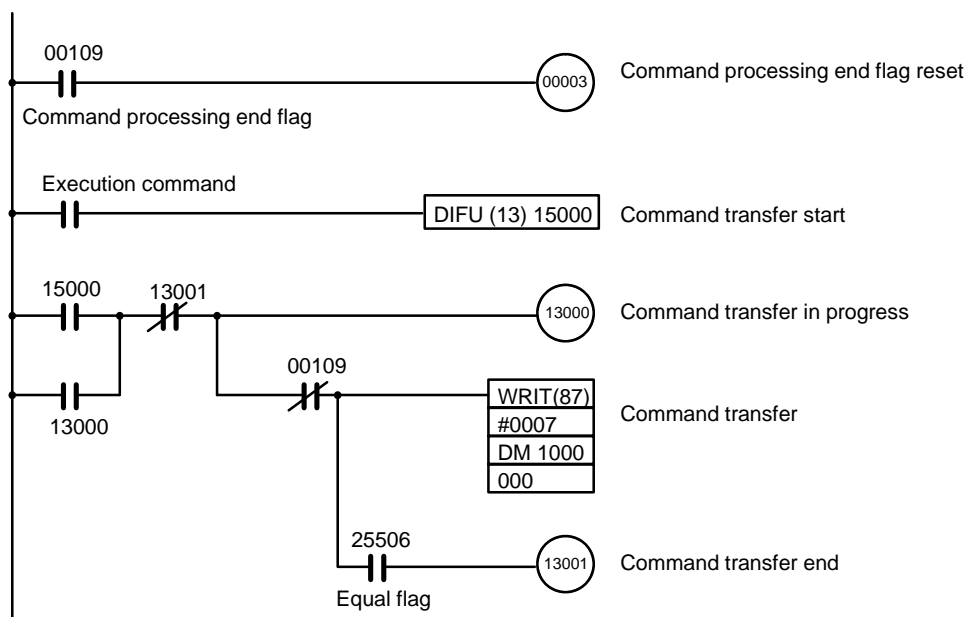 00109
00003
Command processing end flag reset
Command processing end flag
Execution command
DIFU (13) 15000
Command transfer start
15000
13001
13000
Command transfer in progress
13000
00109
WRIT(87)
#0007
DM 1000
000
Command transfer
25506
13001
Command transfer end
Equal flag